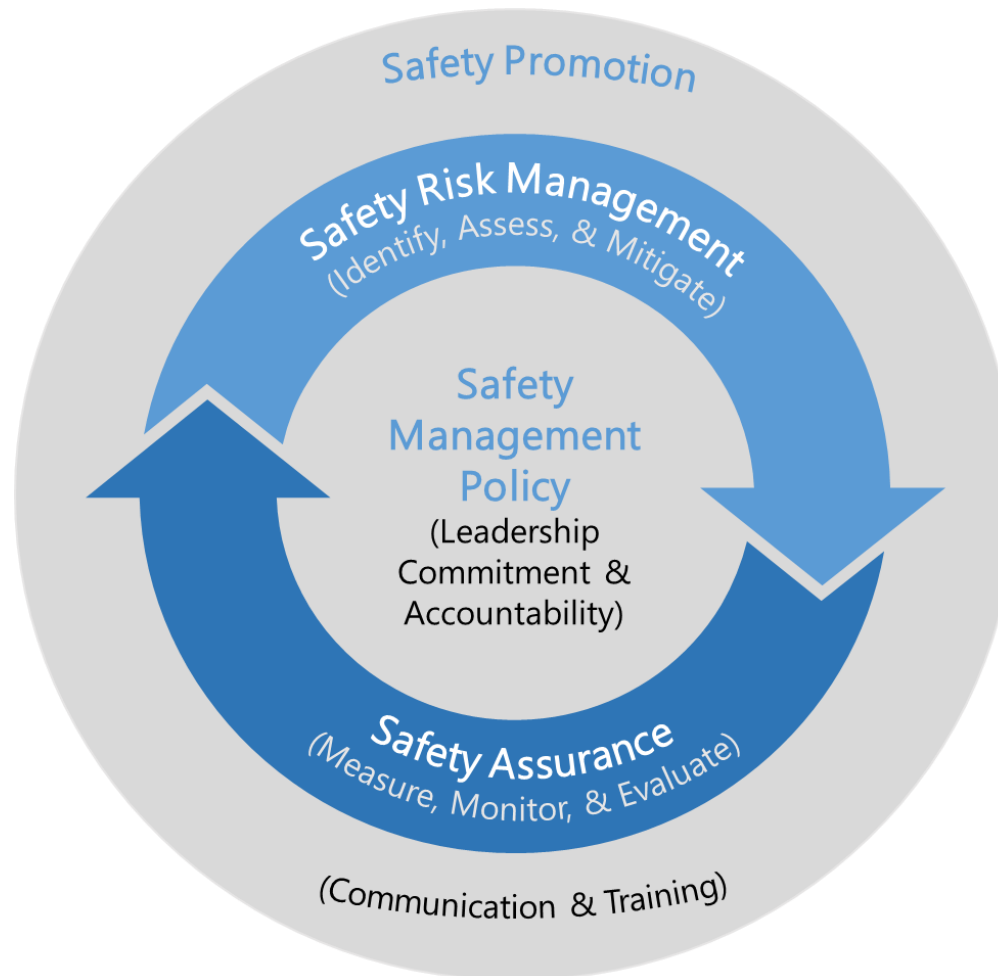 Safety Promotion
Safety Risk Management
(Identify, Assess, & Mitigate)
Safety
Management
Policy
(Leadership
Commitment &
Accountability)
Safety Assurance
(Measure, Monitor, & Evaluate)
(Communication & Training)